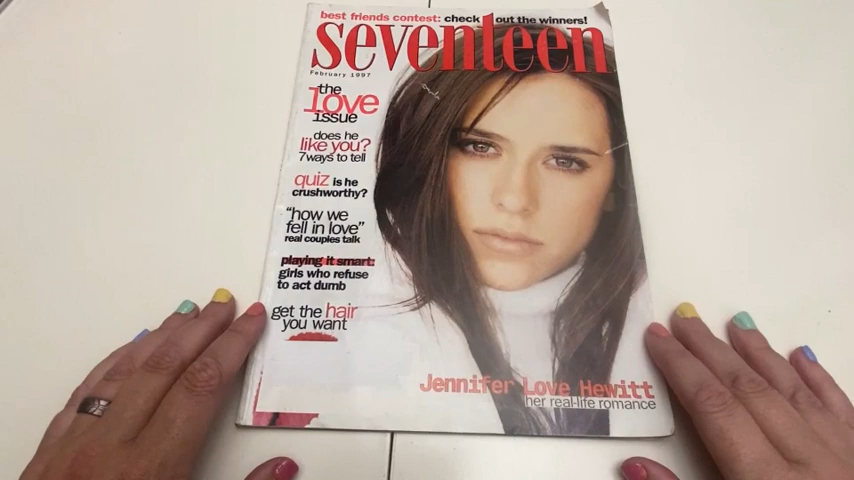 best friends contest: check out the winners!
seventeen
February 1997
the
love
issue
does he
like you?
7 ways to tell
quiz is he
crushworthy?
"how we
fell in love"
real couples talk
playing it smart:
girls who refuse
to act dumb
get the hair
you want
Jennifer Love Hewitt
her real-life romance